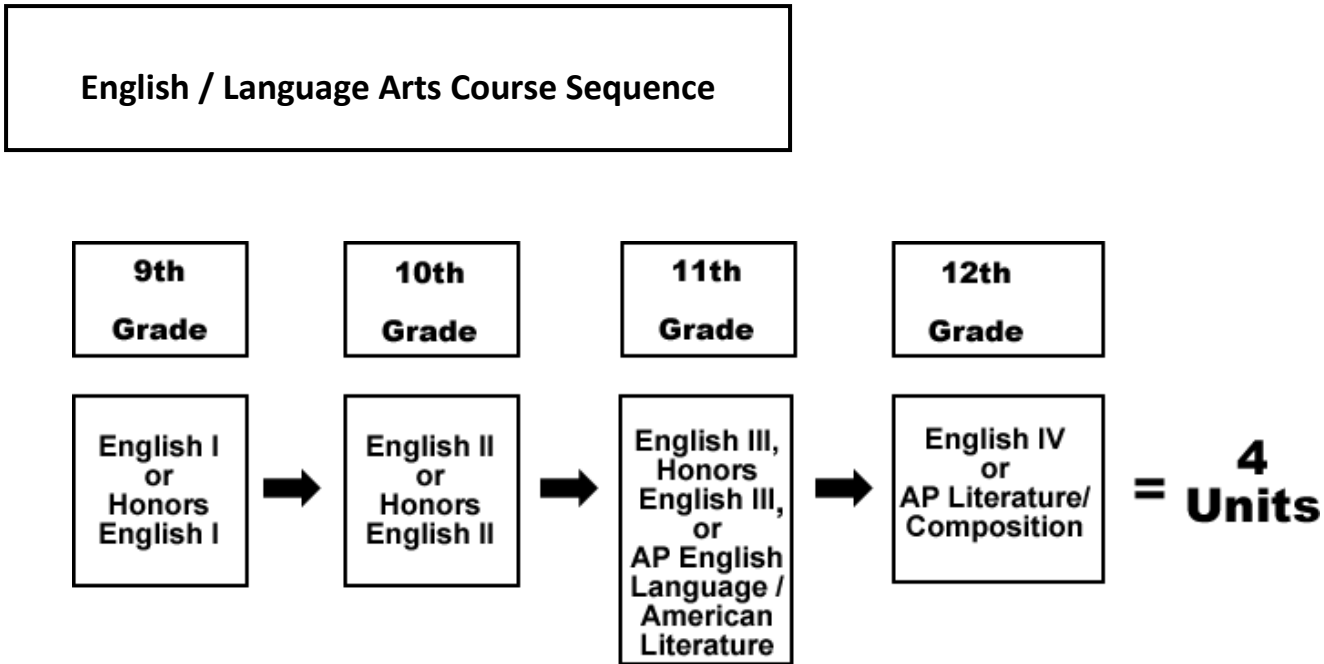 English / Language Arts Course Sequence
9th
Grade
10th
Grade
11th
Grade
12th
Grade
English I
or
Honors
English I
English II
or
Honors
English II
English III,
Honors
English III,
or
AP English
Language /
American
Literature
English IV
or
AP Literature/
Composition
= 4
Units